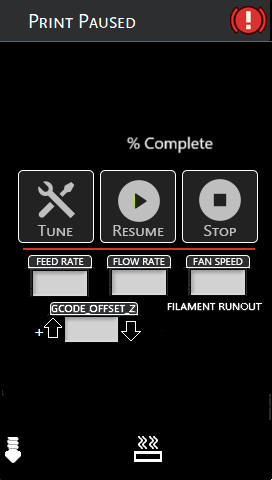 Print Paused
% Complete
Tune Resume Stop
FEED RATE FLOW RATE FAN SPEED
GCODE_OFFSET_Z FILAMENT RUNOUT
+